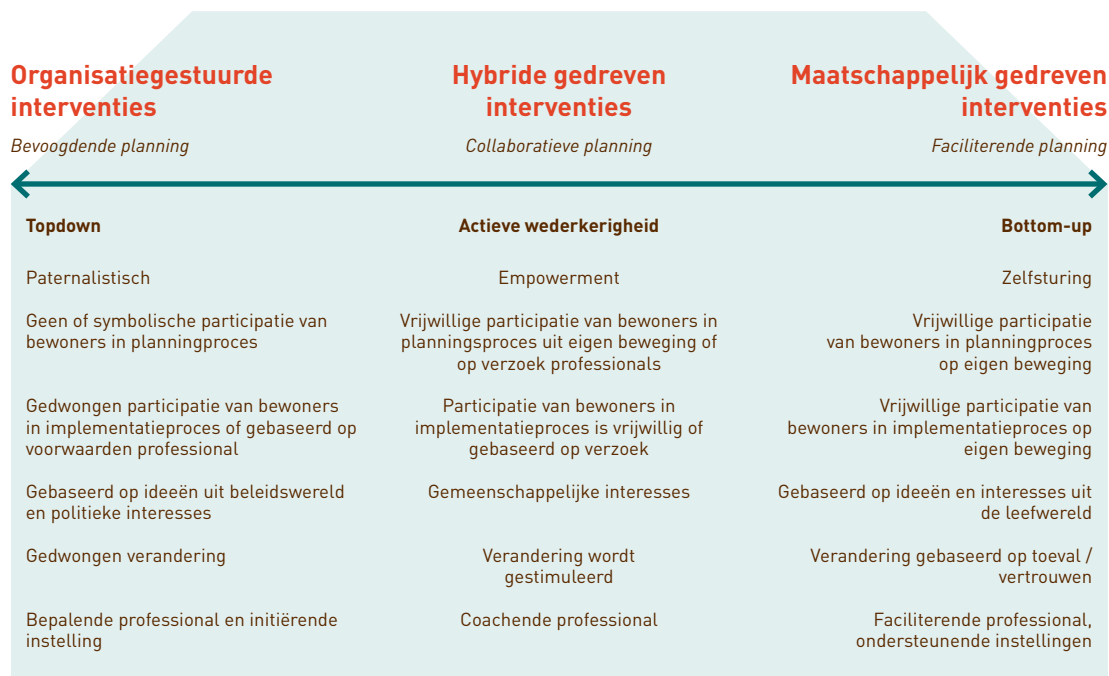 Organisatiegestuurde
interventies
Bevoogdende planning
Hybride gedreven
interventies
Collaboratieve planning
Maatschappelijk gedreven
interventies
Faciliterende planning
Topdown
Actieve wederkerigheid
Bottom-up
Paternalistisch
Empowerment
Zelfsturing
Geen of symbolische participatie van
bewoners in planningproces
Vrijwillige participatie van bewoners in
planningsproces uit eigen beweging of
op verzoek professionals
Vrijwillige participatie
van bewoners in planningproces
op eigen beweging
Gedwongen participatie van bewoners
in implementatieproces of gebaseerd op
voorwaarden professional
Participatie van bewoners in
implementatieproces is vrijwillig of
gebaseerd op verzoek
Vrijwillige participatie van
bewoners in implementatieproces op
eigen beweging
Gebaseerd op ideeën uit beleidswereld
en politieke interesses
Gemeenschappelijke interesses
Gebaseerd op ideeën en interesses uit
de leefwereld
Gedwongen verandering
Verandering wordt
gestimuleerd
Verandering gebaseerd op toeval /
vertrouwen
Bepalende professional en initiërende
instelling
Coachende professional
Faciliterende professional,
ondersteunende instellingen